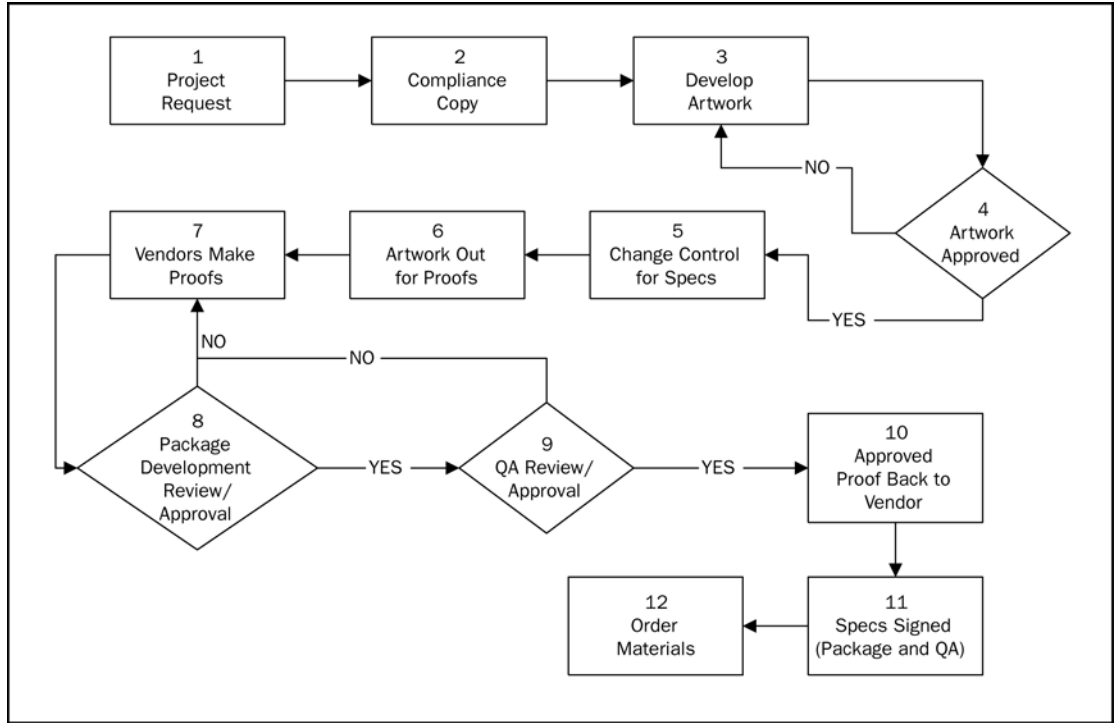 1
Project
Request
2
Compliance
Copy
3
Develop
Artwork
NO
4
Artwork
Approved
YES
5
Change Control
for Specs
6
Artwork Out
for Proofs
7
Vendors Make
Proofs
NO
NO
8
Package
Development
Review/
Approval
YES
9
QA Review/
Approval
YES
10
Approved
Proof Back to
Vendor
11
Specs Signed
(Package and QA)
12
Order
Materials